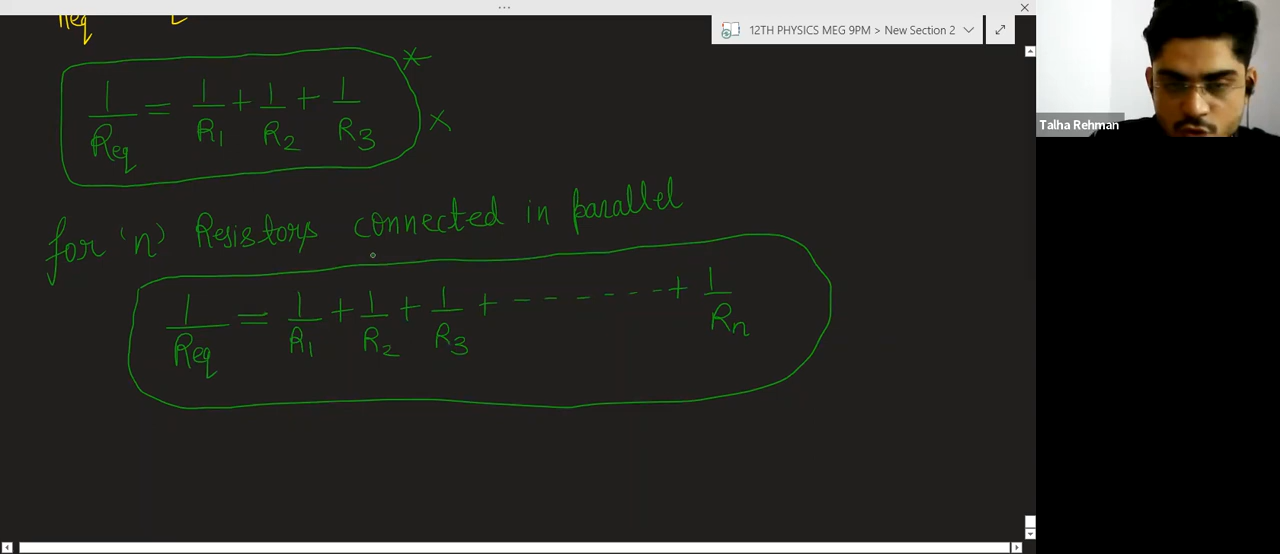 12TH PHYSICS MEG 9PM > New Section 2
Talha Rehman
Req
1/Req = 1/R1 + 1/R2 + 1/R3
for 'n' Resistors connected in parallel
1/Req = 1/R1 + 1/R2 + 1/R3 + - - - - - - - + 1/Rn